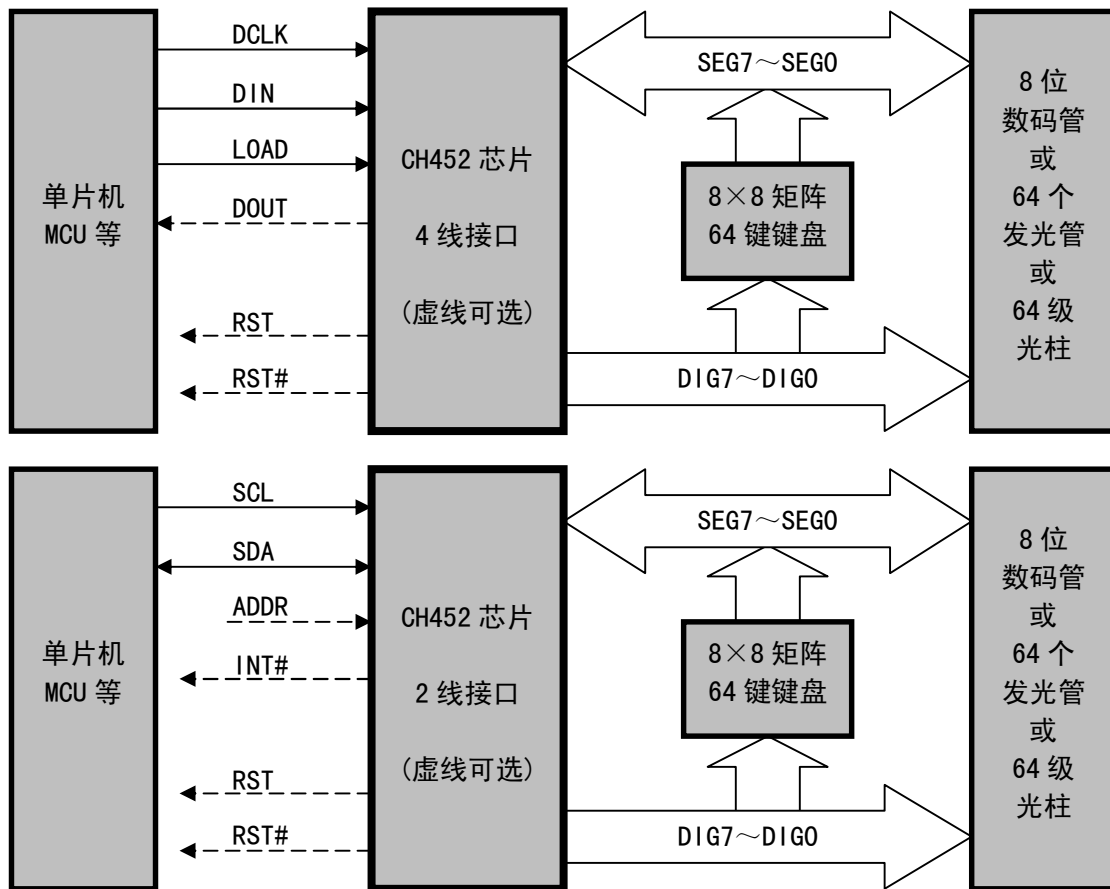 单片机
MCU 等
DCLK
DIN
LOAD
DOUT
RST
RST#
CH452 芯片
4 线接口
(虚线可选)
SEG7～SEG0
8×8 矩阵
64 键键盘
DIG7～DIG0
8 位
数码管
或
64 个
发光管
或
64 级
光柱
单片机
MCU 等
SCL
SDA
ADDR
INT#
RST
RST#
CH452 芯片
2 线接口
(虚线可选)
SEG7～SEG0
8×8 矩阵
64 键键盘
DIG7～DIG0
8 位
数码管
或
64 个
发光管
或
64 级
光柱